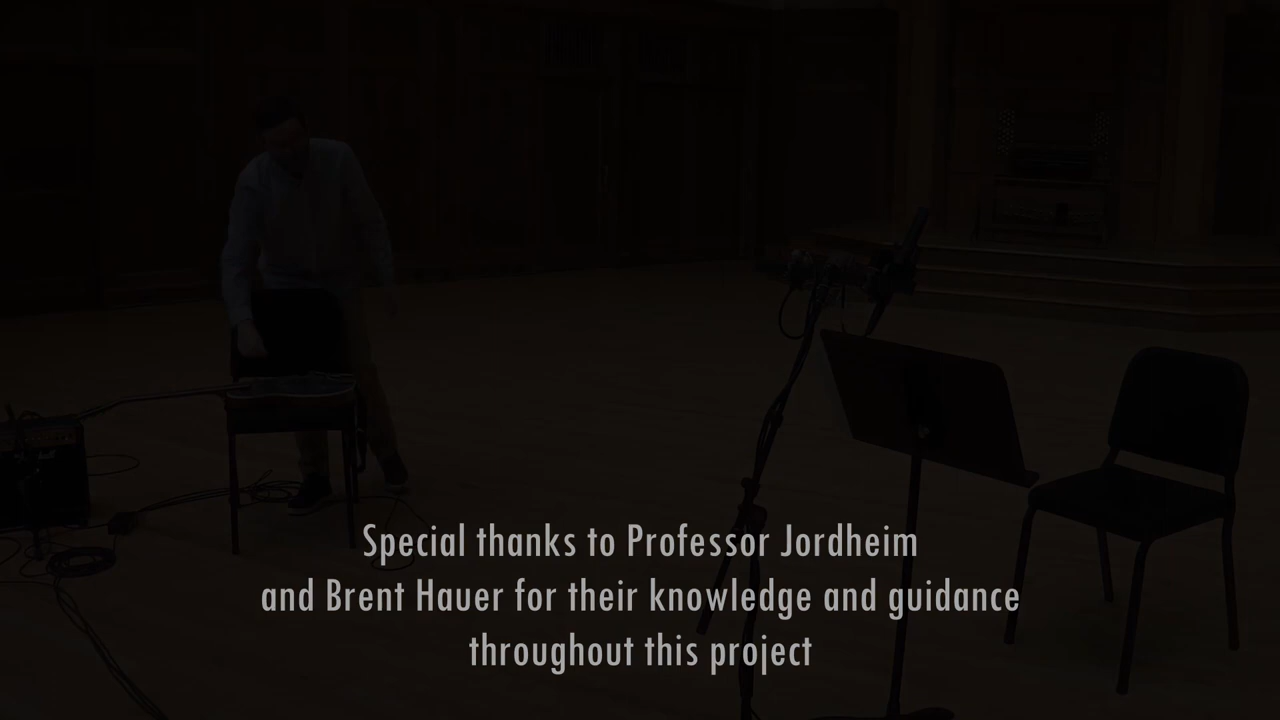 Special thanks to Professor Jordheim
and Brent Hauer for their knowledge and guidance
throughout this project